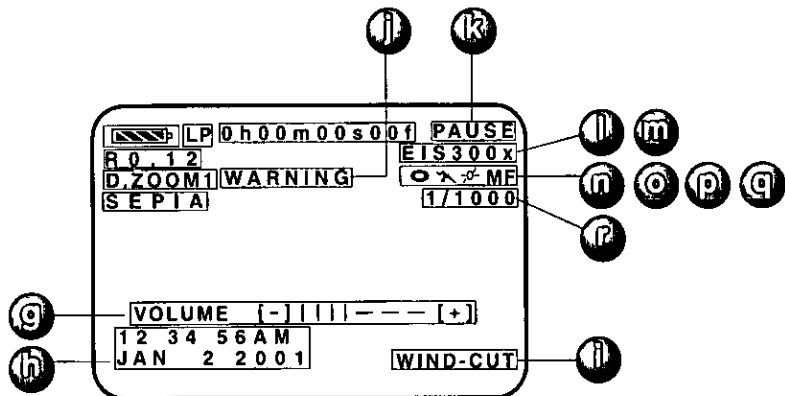 j k
LP 0h00m00s00f PAUSE
R 0.12 EIS300x l m
D.ZOOM1 WARNING MF n o p q
SEPIA 1/1000
r
g VOLUME [-]||||---[+]
12 34 56AM
h JAN 2 2001 WIND-CUT i